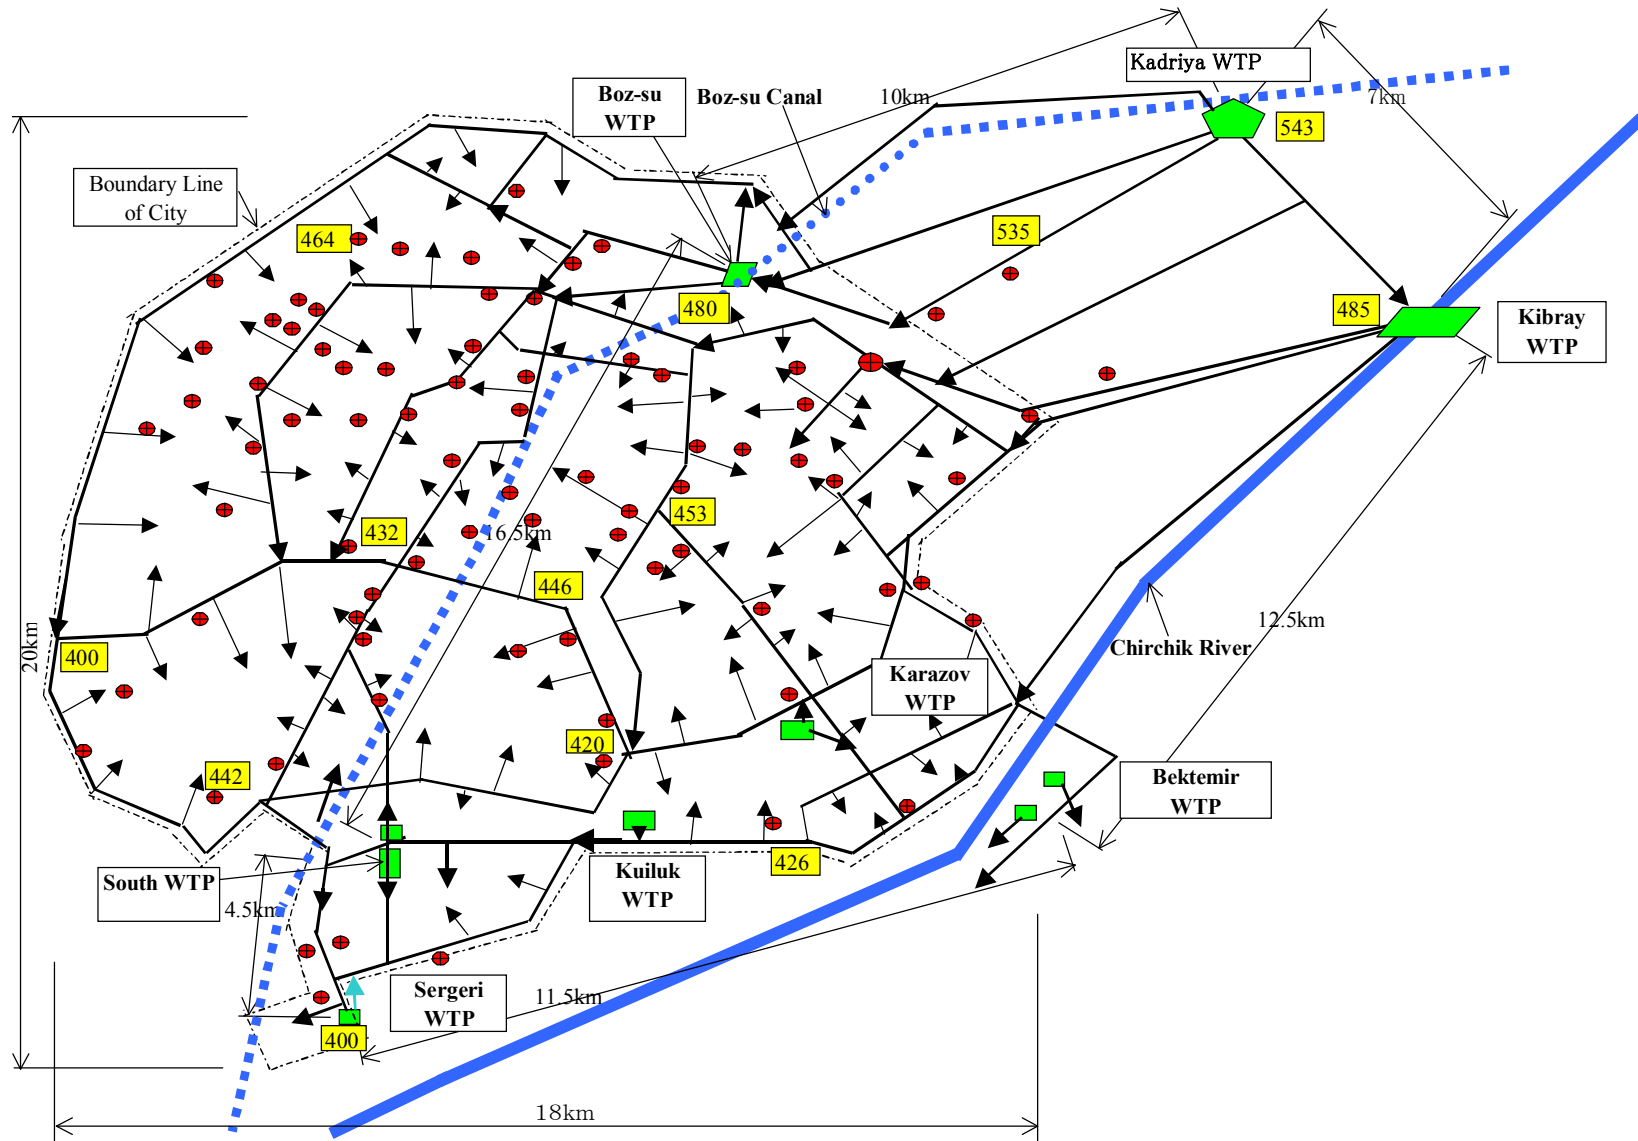 Kadriya WTP
10km
7km
Boz-su
WTP
Boz-su Canal
543
Boundary Line
of City
464
535
480
485
Kibray
WTP
453
432
16.5km
446
20km
400
12.5km
Chirchik River
Karazov
WTP
420
442
Bektemir
WTP
426
South WTP
4.5km
Kuiluk
WTP
Sergeri
WTP
11.5km
400
18km